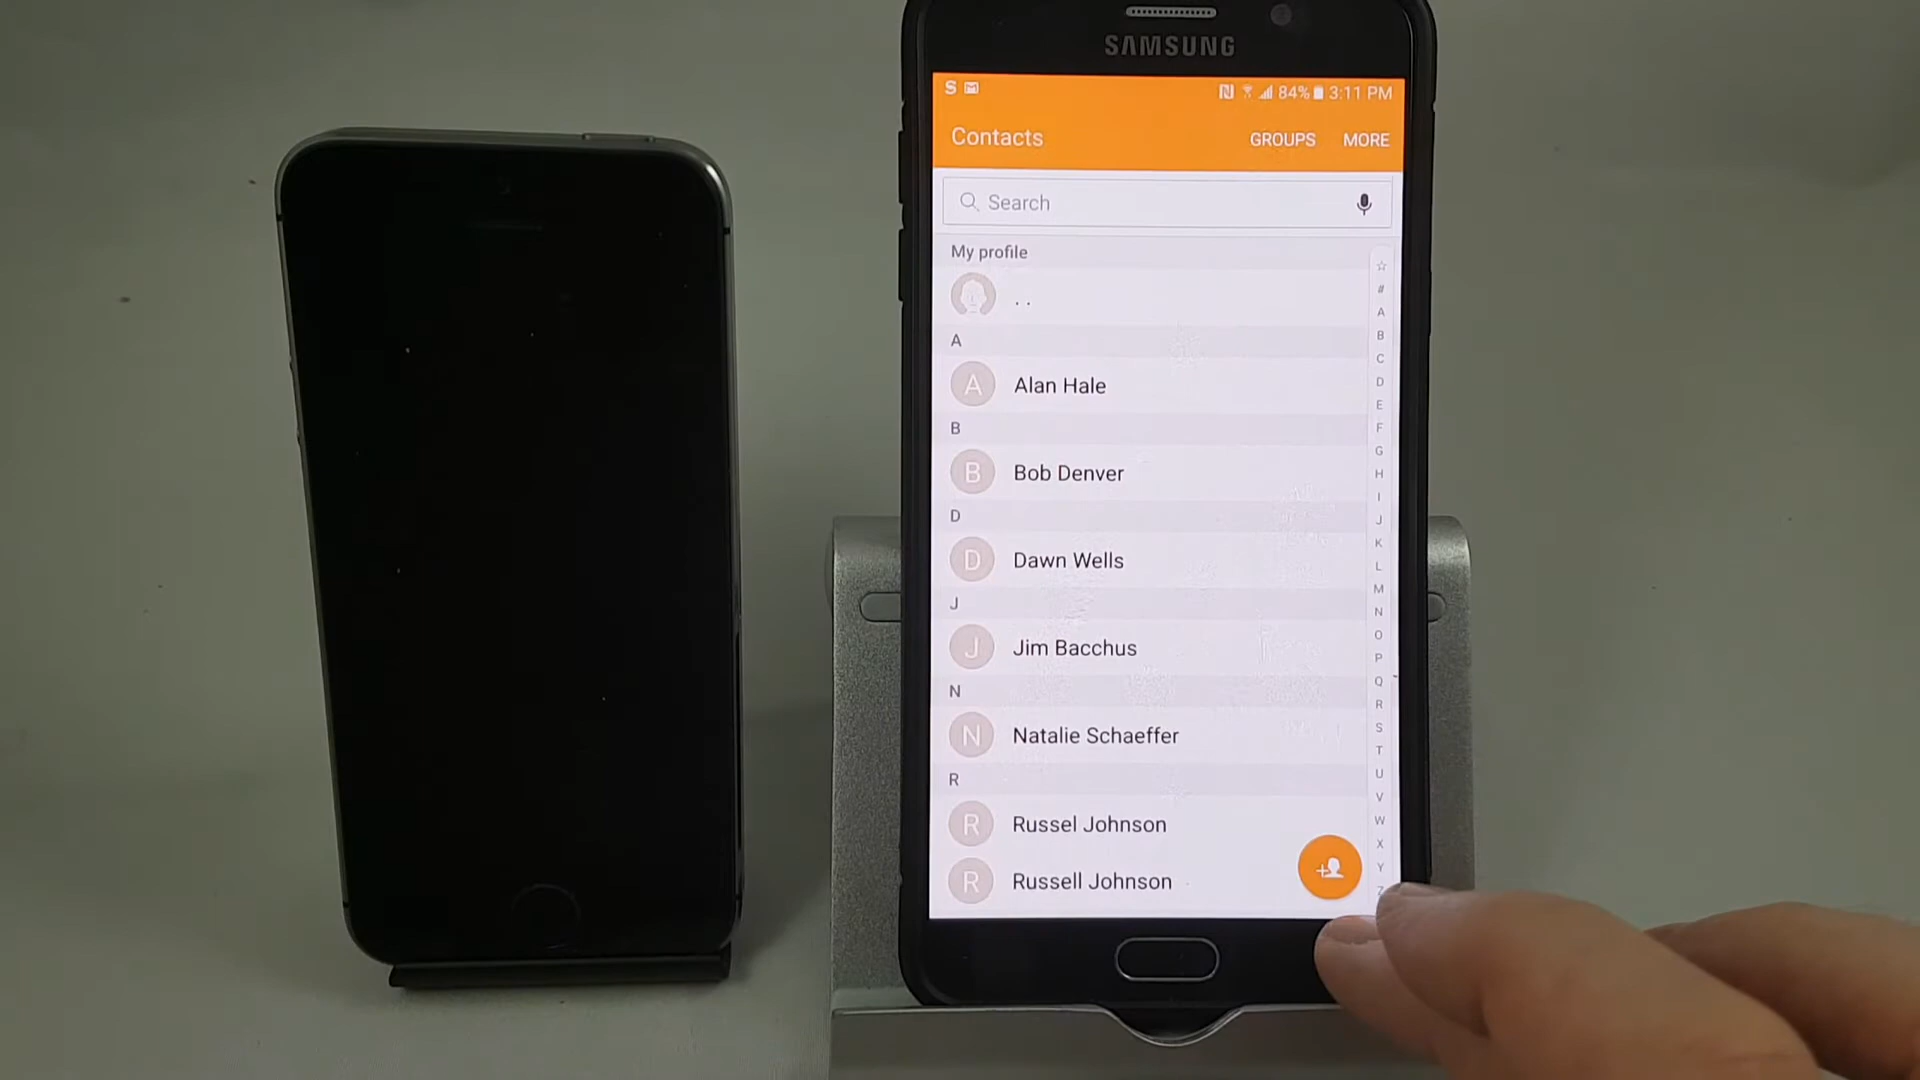 SAMSUNG
S 84% 3:11 PM
Contacts GROUPS MORE
Search
My profile
. .
A
A Alan Hale
B
B Bob Denver
D
D Dawn Wells
J
J Jim Bacchus
N
N Natalie Schaeffer
R
R Russel Johnson
R Russell Johnson
#
A
B
C
D
E
F
G
H
I
J
K
L
M
N
O
P
Q
R
S
T
U
V
W
X
Y
Z